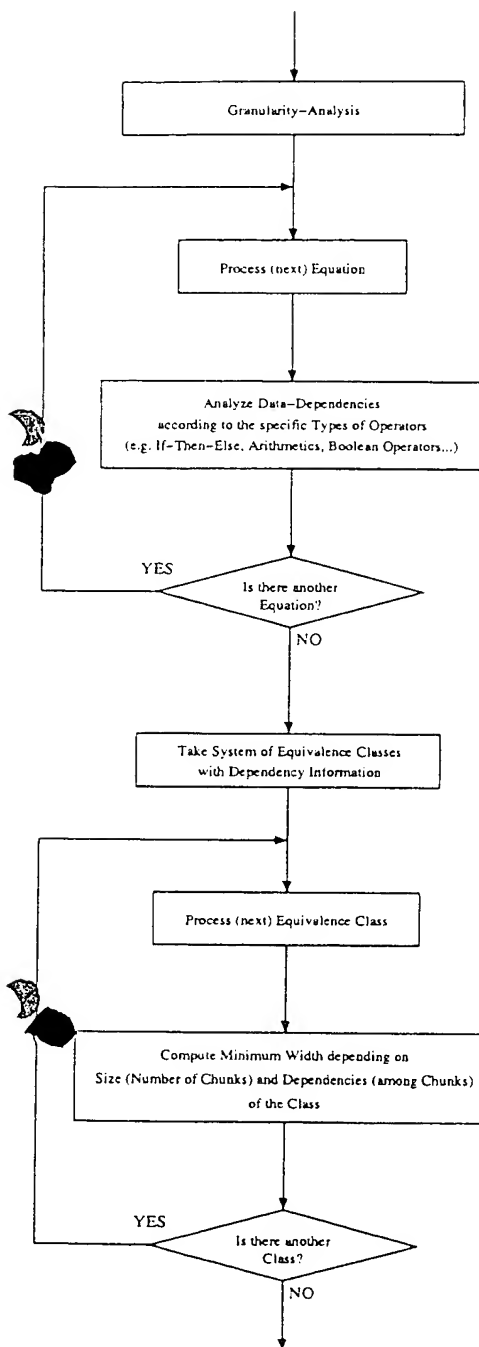 Granularity-Analysis
Process (next) Equation
Analyze Data-Dependencies
according to the specific Types of Operators
(e.g. If-Then-Else, Arithmetics, Boolean Operators...)
YES
Is there another
Equation?
NO
Take System of Equivalence Classes
with Dependency Information
Process (next) Equivalence Class
Compute Minimum Width depending on
Size (Number of Chunks) and Dependencies (among Chunks)
of the Class
YES
Is there another
Class?
NO